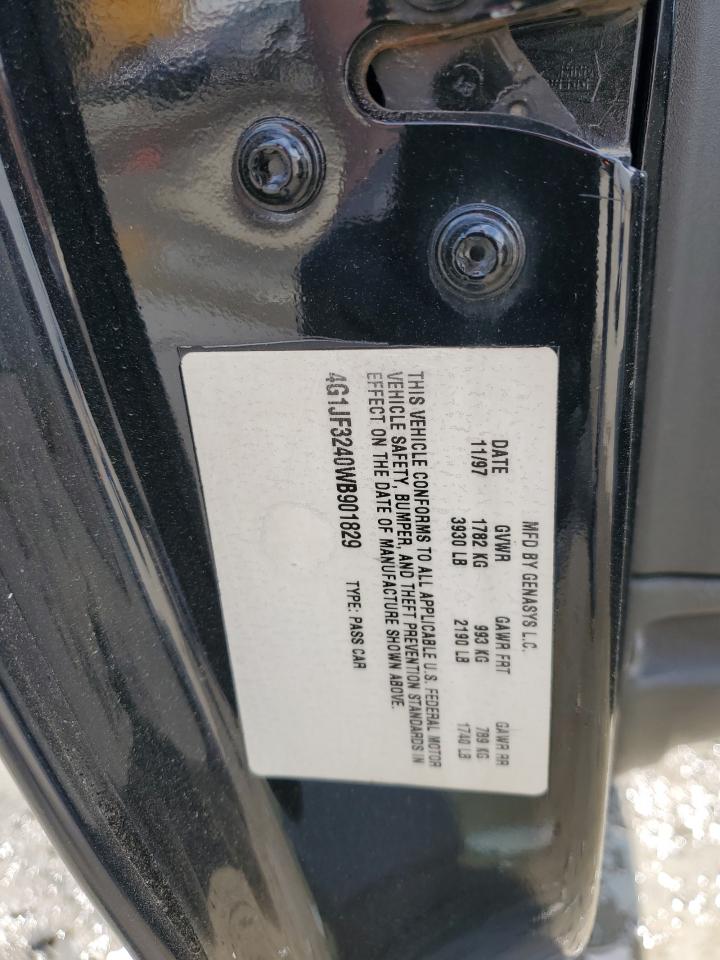 MFD BY GENASYS L.C.
DATE GVWR GAWR FRT GAWR RR
11/97 1782 KG 993 KG 789 KG
3930 LB 2190 LB 1740 LB
THIS VEHICLE CONFORMS TO ALL APPLICABLE U.S. FEDERAL MOTOR
VEHICLE SAFETY, BUMPER, AND THEFT PREVENTION STANDARDS IN
EFFECT ON THE DATE OF MANUFACTURE SHOWN ABOVE.
4G1JF3240WB901829 TYPE: PASS CAR